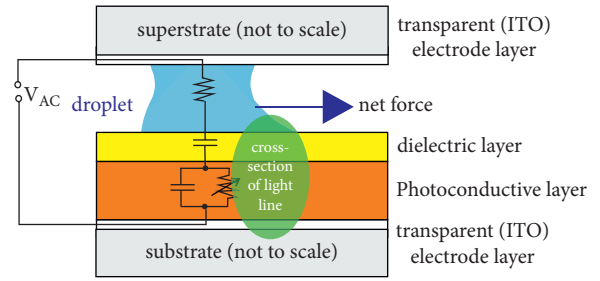 superstrate (not to scale)
transparent (ITO)
electrode layer
V_AC
droplet
net force
dielectric layer
cross-
section
of light
line
Photoconductive layer
transparent (ITO)
electrode layer
substrate (not to scale)